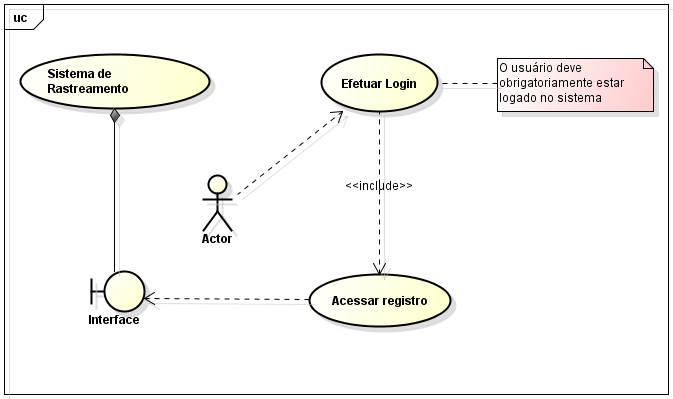 uc
Sistema de
Rastreamento
Efetuar Login
O usuário deve
obrigatoriamente estar
logado no sistema
<<include>>
Actor
Acessar registro
Interface